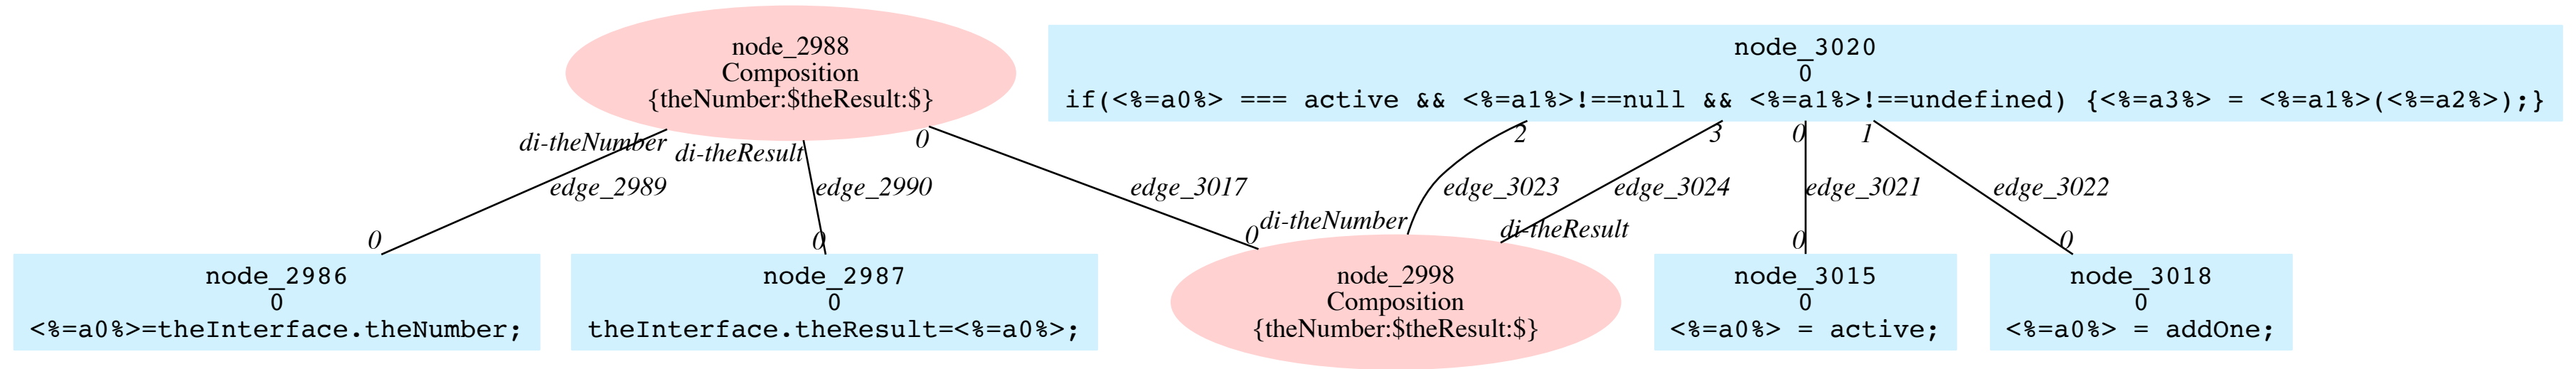 node_2988
Composition
{theNumber:$theResult:$}
node_3020
0
if(<%=a0%> === active && <%=a1%>!==null && <%=a1%>!==undefined) {<%=a3%> = <%=a1%>(<%=a2%>);}
di-theNumber
di-theResult
0
2
3
0
1
edge_2989
edge_2990
edge_3017
edge_3023
edge_3024
edge_3021
edge_3022
0
0
0
di-theNumber
di-theResult
0
0
node_2986
0
<%=a0%>=theInterface.theNumber;
node_2987
0
theInterface.theResult=<%=a0%>;
node_2998
Composition
{theNumber:$theResult:$}
node_3015
0
<%=a0%> = active;
node_3018
0
<%=a0%> = addOne;